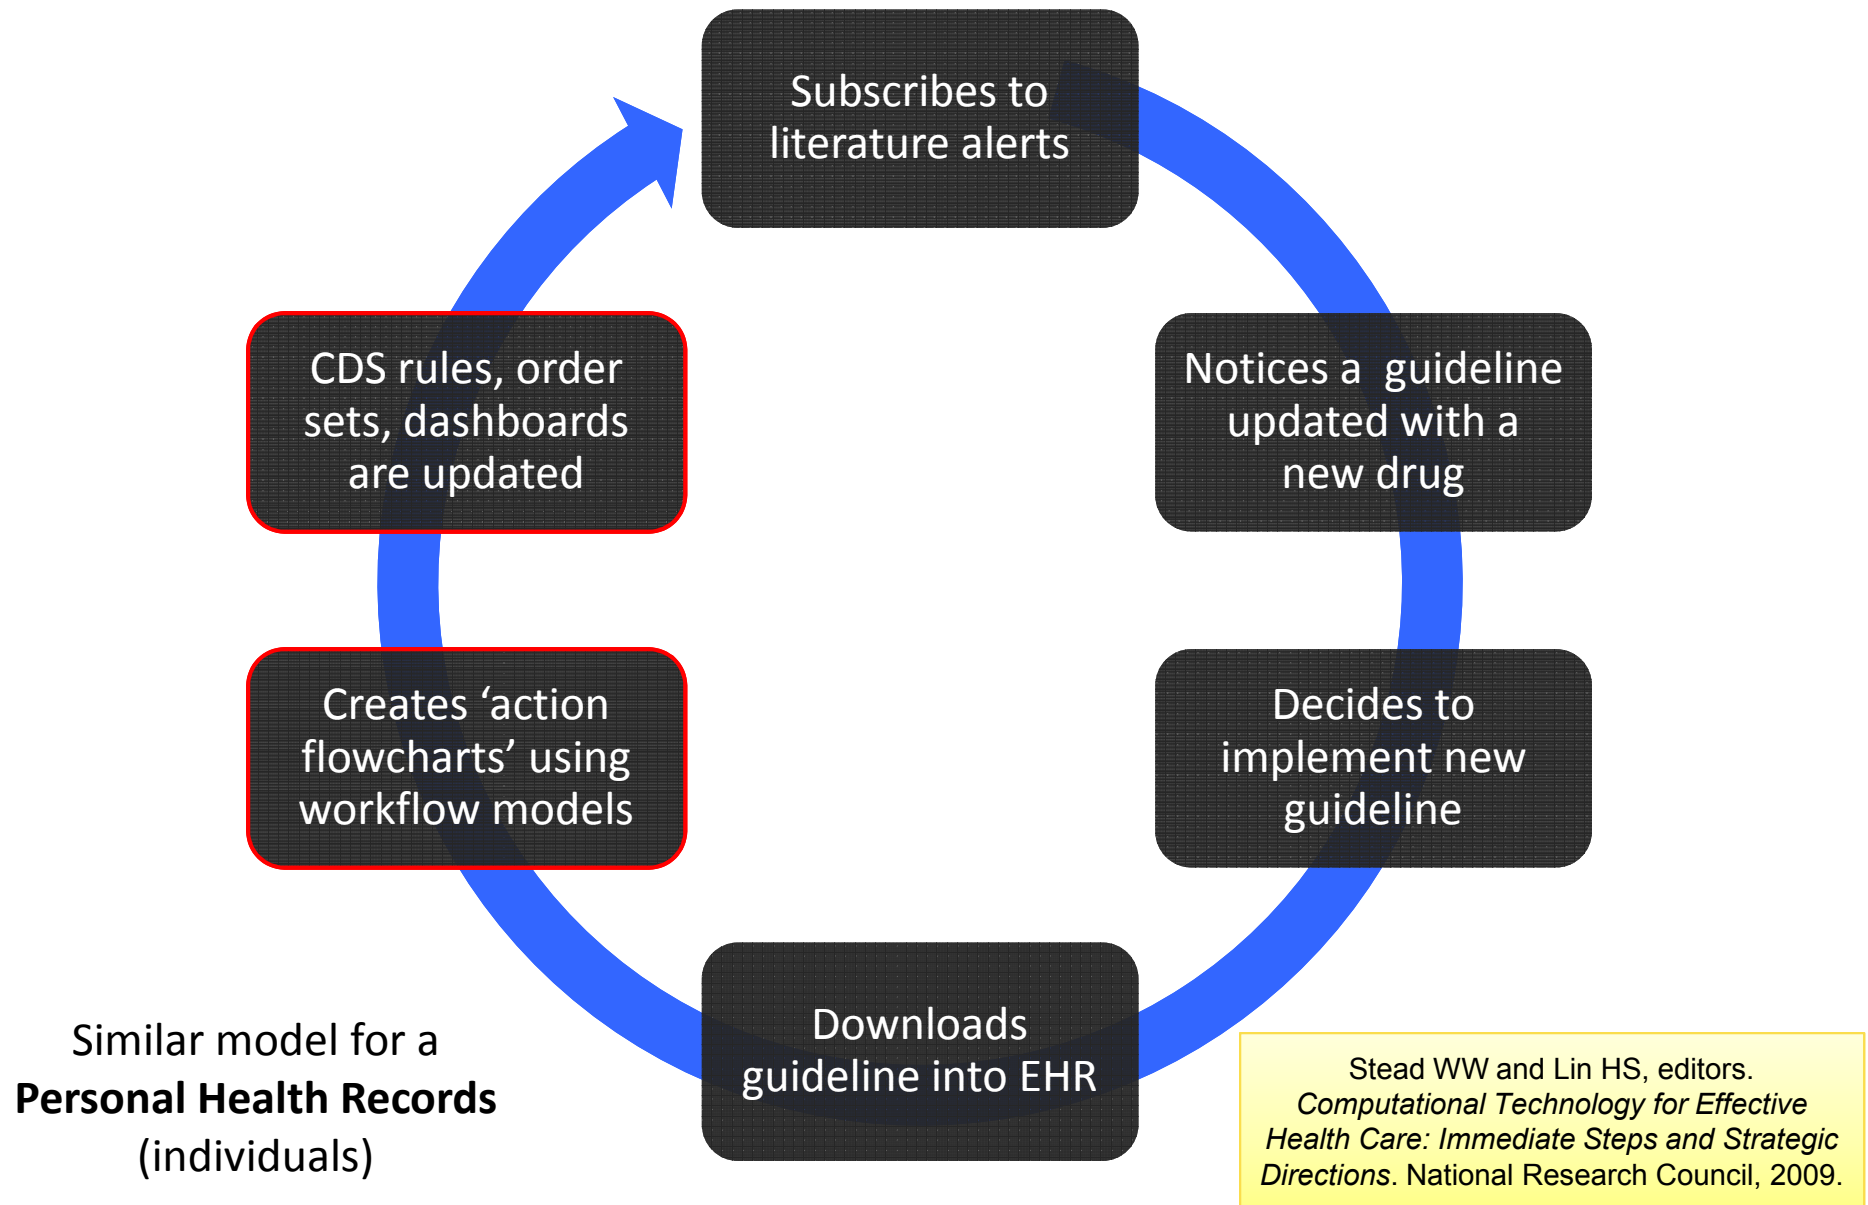 Subscribes to
literature alerts
Notices a  guideline
updated with a
new drug
Decides to
implement new
guideline
Downloads
guideline into EHR
Creates ‘action
flowcharts’ using
workflow models
CDS rules, order
sets, dashboards
are updated
Similar model for a
Personal Health Records
(individuals)
Stead WW and Lin HS, editors.
Computational Technology for Effective
Health Care: Immediate Steps and Strategic
Directions. National Research Council, 2009.